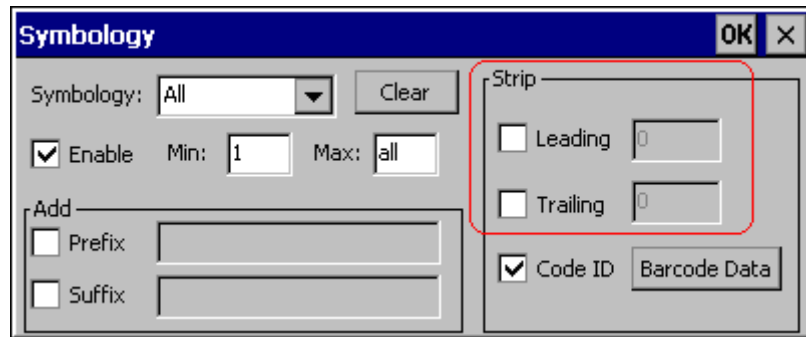 Symbology OK
Symbology: All Clear
Enable Min: 1 Max: all
Add
Prefix
Suffix
Strip
Leading 0
Trailing 0
Code ID Barcode Data